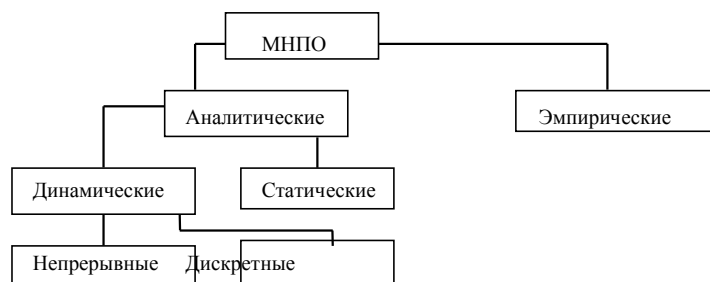 МНПО
Аналитические
Эмпирические
Динамические
Статические
Непрерывные
Дискретные